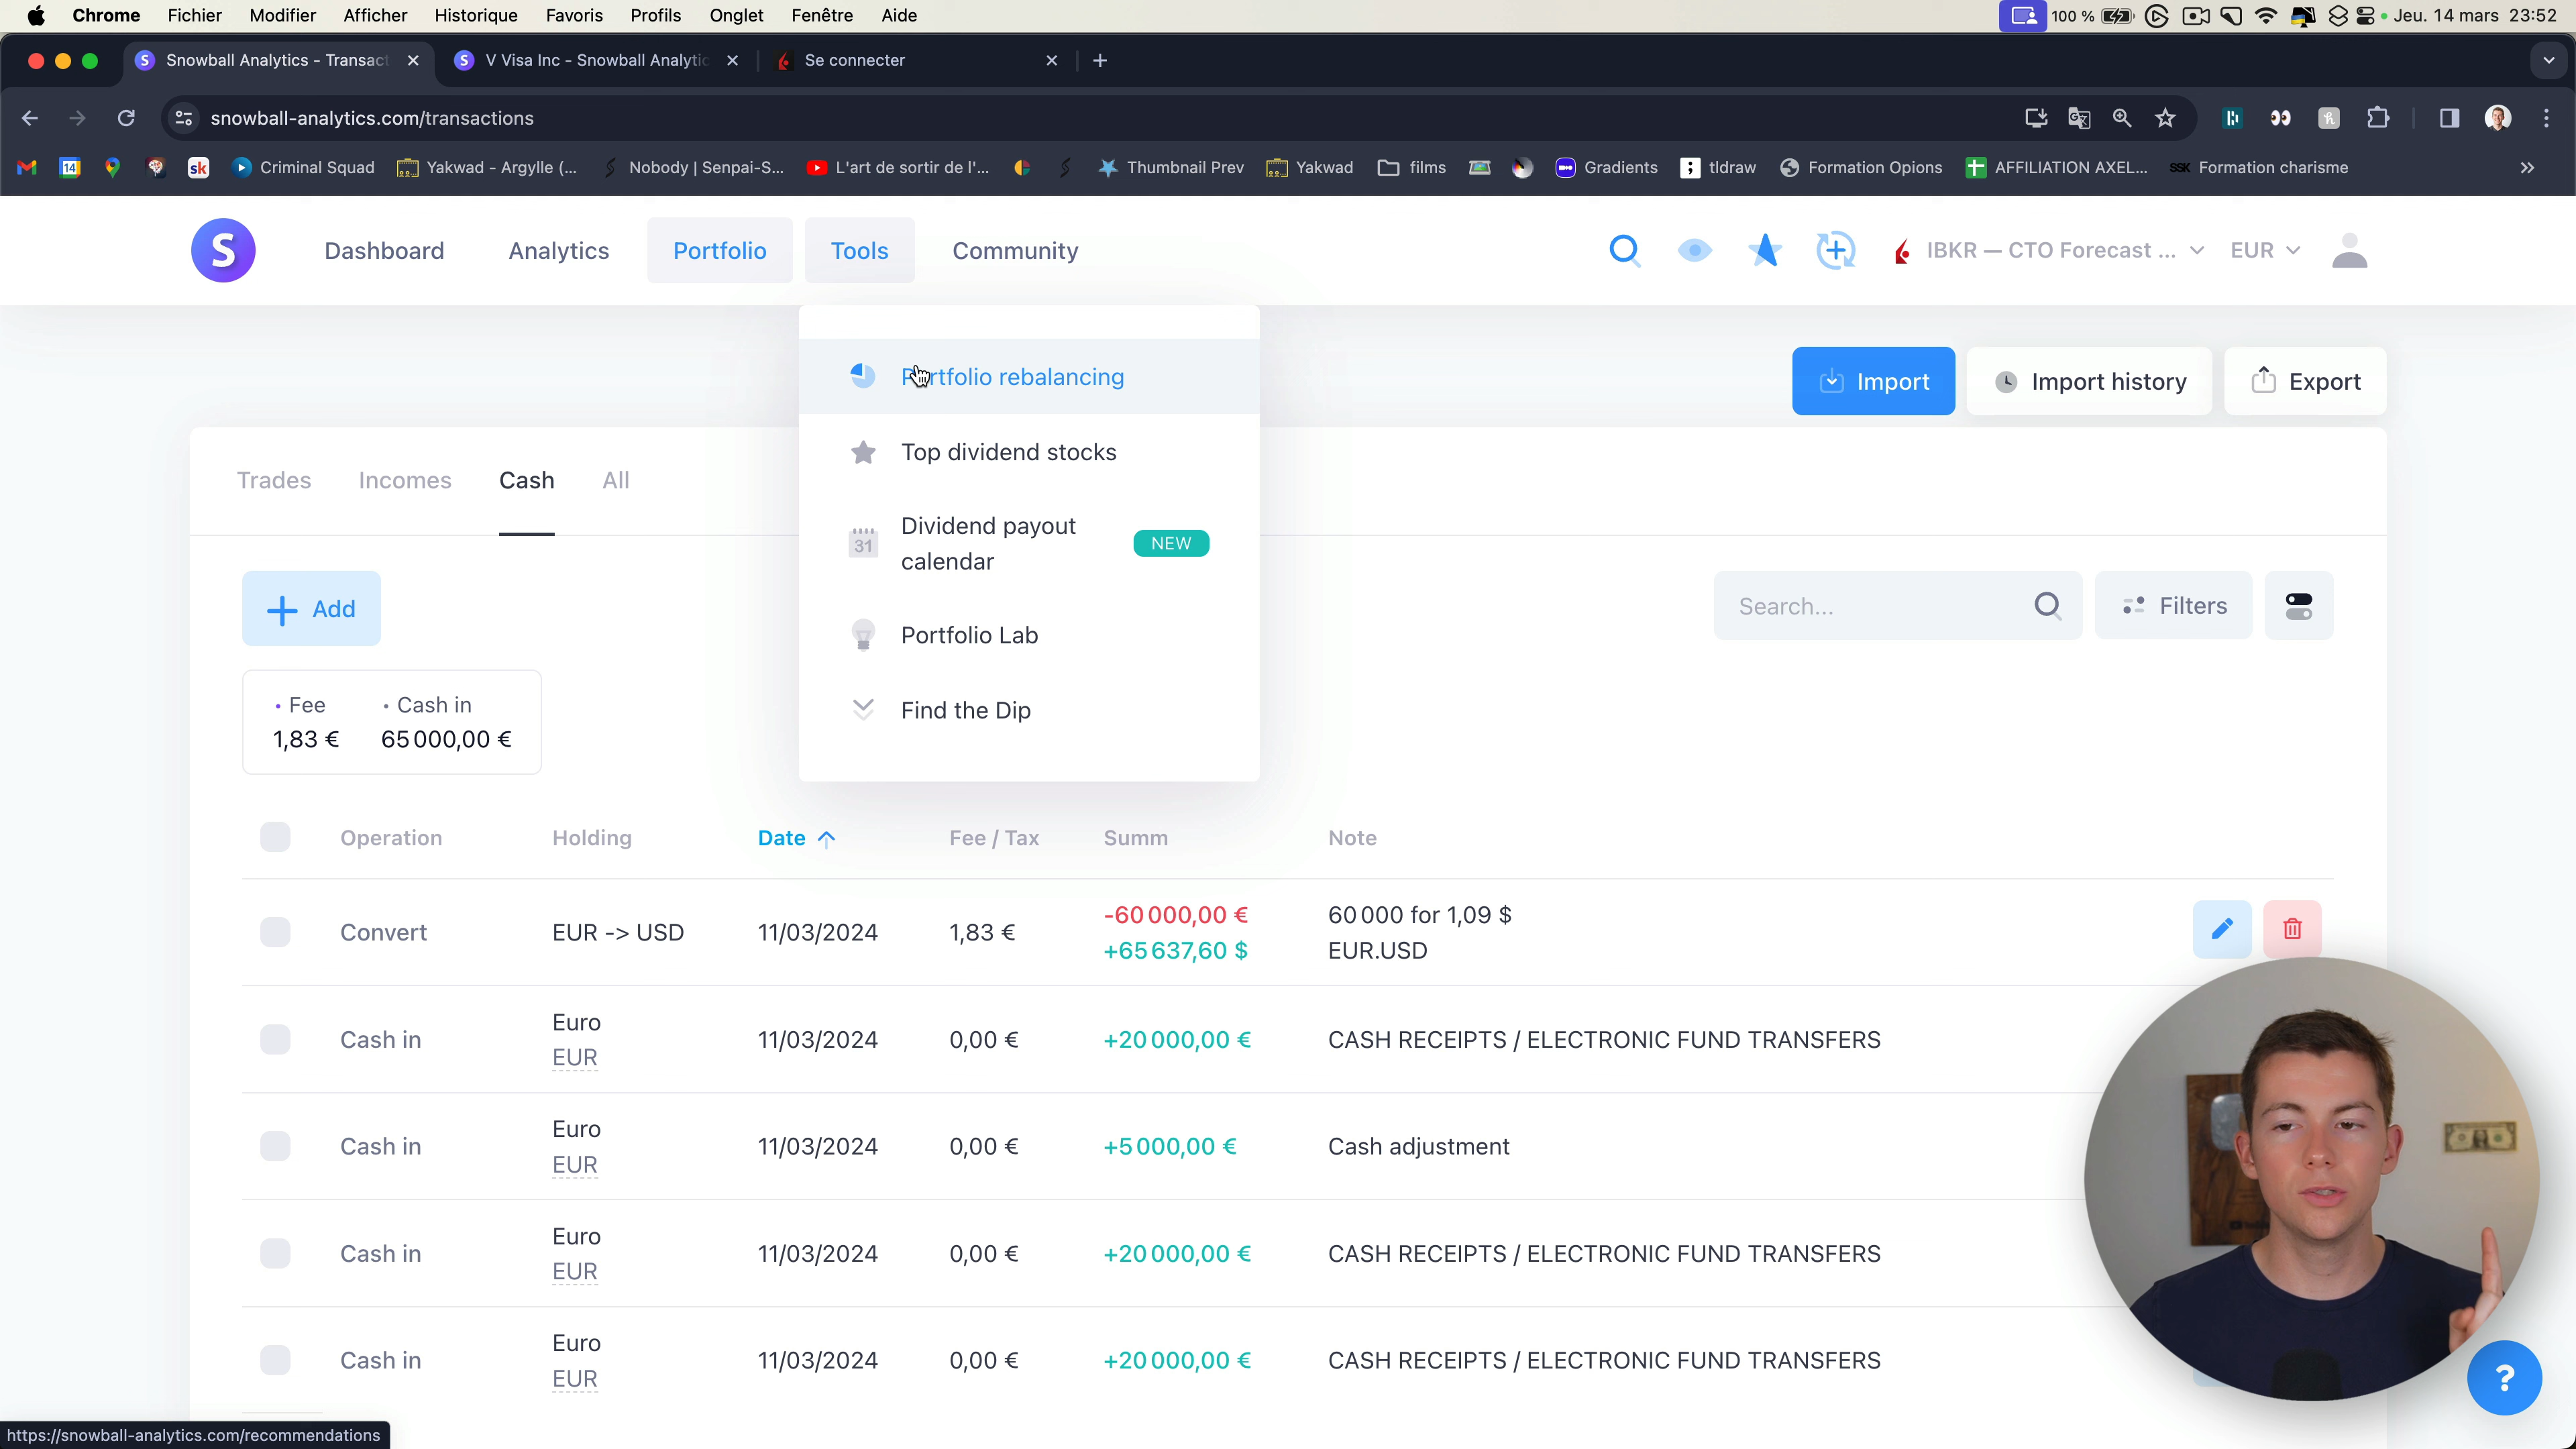 Chrome Fichier Modifier Afficher Historique Favoris Profils Onglet Fenêtre Aide 100 % Jeu. 14 mars 23:52
S Snowball Analytics - Transact S V Visa Inc - Snowball Analytic Se connecter
snowball-analytics.com/transactions
14 sk Criminal Squad Yakwad - Argylle (... Nobody | Senpai-S... L'art de sortir de l'... Thumbnail Prev Yakwad films Gradients tldraw Formation Opions AFFILIATION AXEL... SSK Formation charisme
S Dashboard Analytics Portfolio Tools Community IBKR — CTO Forecast ... EUR
Portfolio rebalancing
Import Import history Export
Top dividend stocks
Trades Incomes Cash All
Dividend payout
31 calendar NEW
Add Search... Filters
Portfolio Lab
Fee Cash in
1,83 € 65 000,00 €
Find the Dip
Operation Holding Date Fee / Tax Summ Note
Convert EUR -> USD 11/03/2024 1,83 € -60 000,00 € 60 000 for 1,09 $
+65 637,60 $ EUR.USD
Cash in Euro 11/03/2024 0,00 € +20 000,00 € CASH RECEIPTS / ELECTRONIC FUND TRANSFERS
EUR
Cash in Euro 11/03/2024 0,00 € +5 000,00 € Cash adjustment
EUR
Cash in Euro 11/03/2024 0,00 € +20 000,00 € CASH RECEIPTS / ELECTRONIC FUND TRANSFERS
EUR
Cash in Euro 11/03/2024 0,00 € +20 000,00 € CASH RECEIPTS / ELECTRONIC FUND TRANSFERS
EUR
?
https://snowball-analytics.com/recommendations